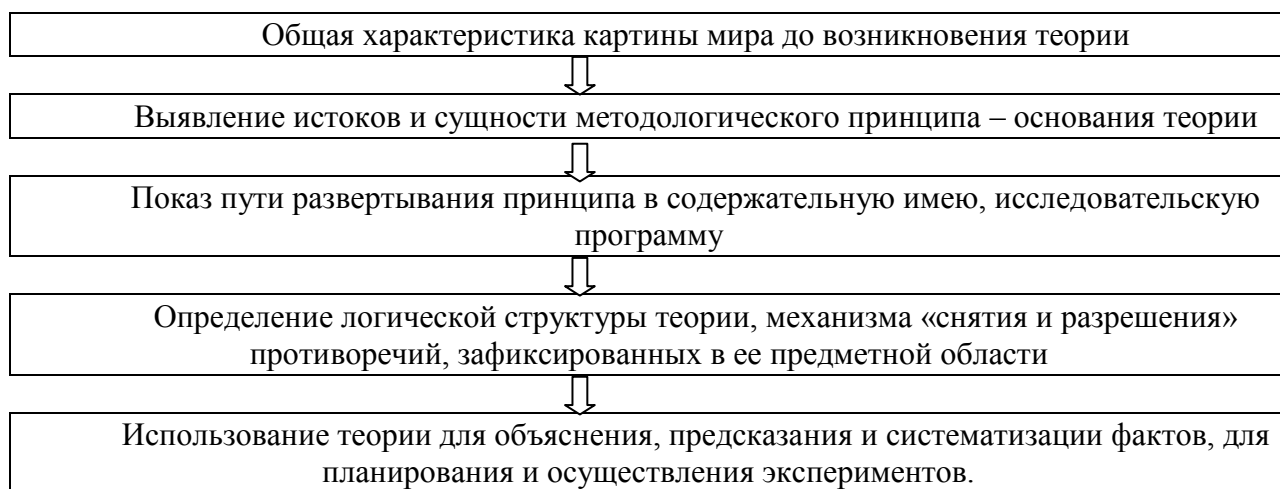 Общая характеристика картины мира до возникновения теории
Выявление истоков и сущности методологического принципа – основания теории
Показ пути развертывания принципа в содержательную имею, исследовательскую
программу
Определение логической структуры теории, механизма «снятия и разрешения»
противоречий, зафиксированных в ее предметной области
Использование теории для объяснения, предсказания и систематизации фактов, для
планирования и осуществления экспериментов.